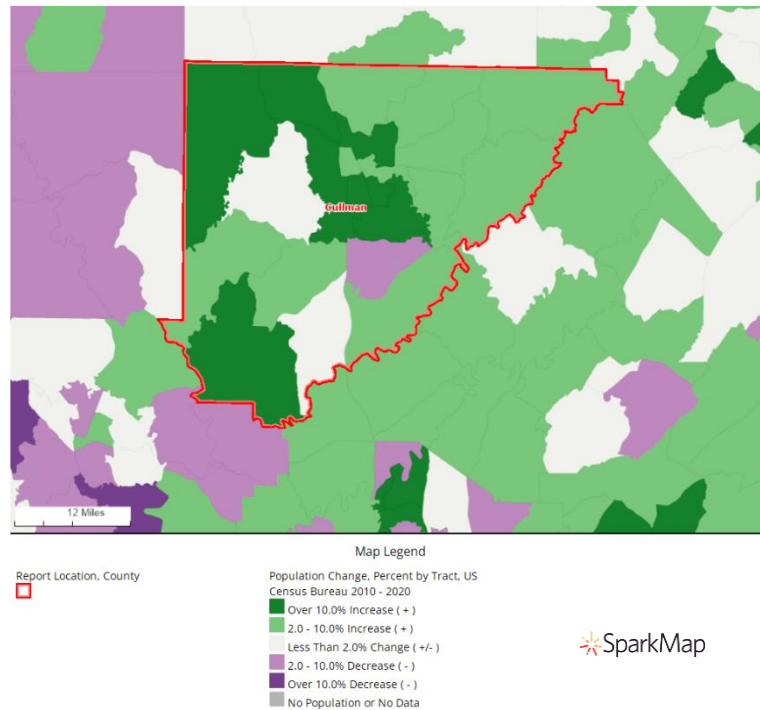 Cullman
12 Miles
Map Legend
Report Location, County
Population Change, Percent by Tract, US
Census Bureau 2010 - 2020
Over 10.0% Increase ( + )
2.0 - 10.0% Increase ( + )
Less Than 2.0% Change ( +/- )
2.0 - 10.0% Decrease ( - )
Over 10.0% Decrease ( - )
No Population or No Data
SparkMap